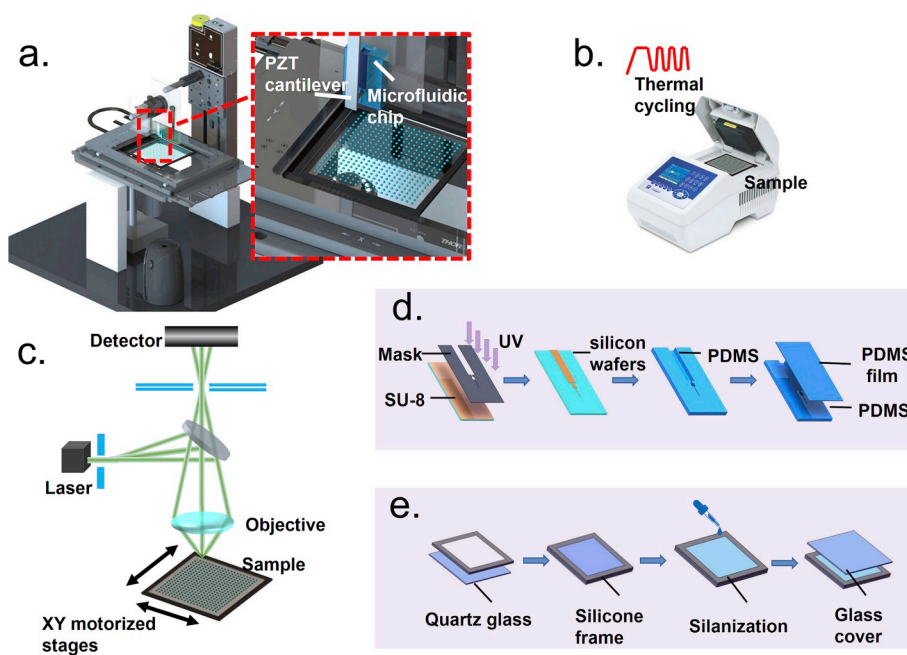 a.
PZT
cantilever
Microfluidic
chip
X
THOR
b.
Thermal
cycling
Sample
c.
Detector
Laser
Objective
Sample
XY motorized
stages
d.
Mask
UV
SU-8
silicon
wafers
PDMS
PDMS
film
PDMS
e.
Quartz glass
Silicone
frame
Silanization
Glass
cover